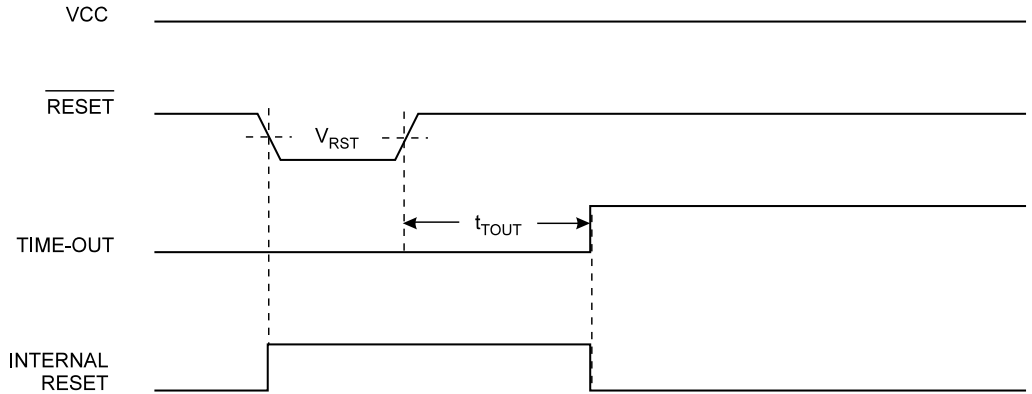 VCC
RESET
VRST
tTOUT
TIME-OUT
INTERNAL
RESET